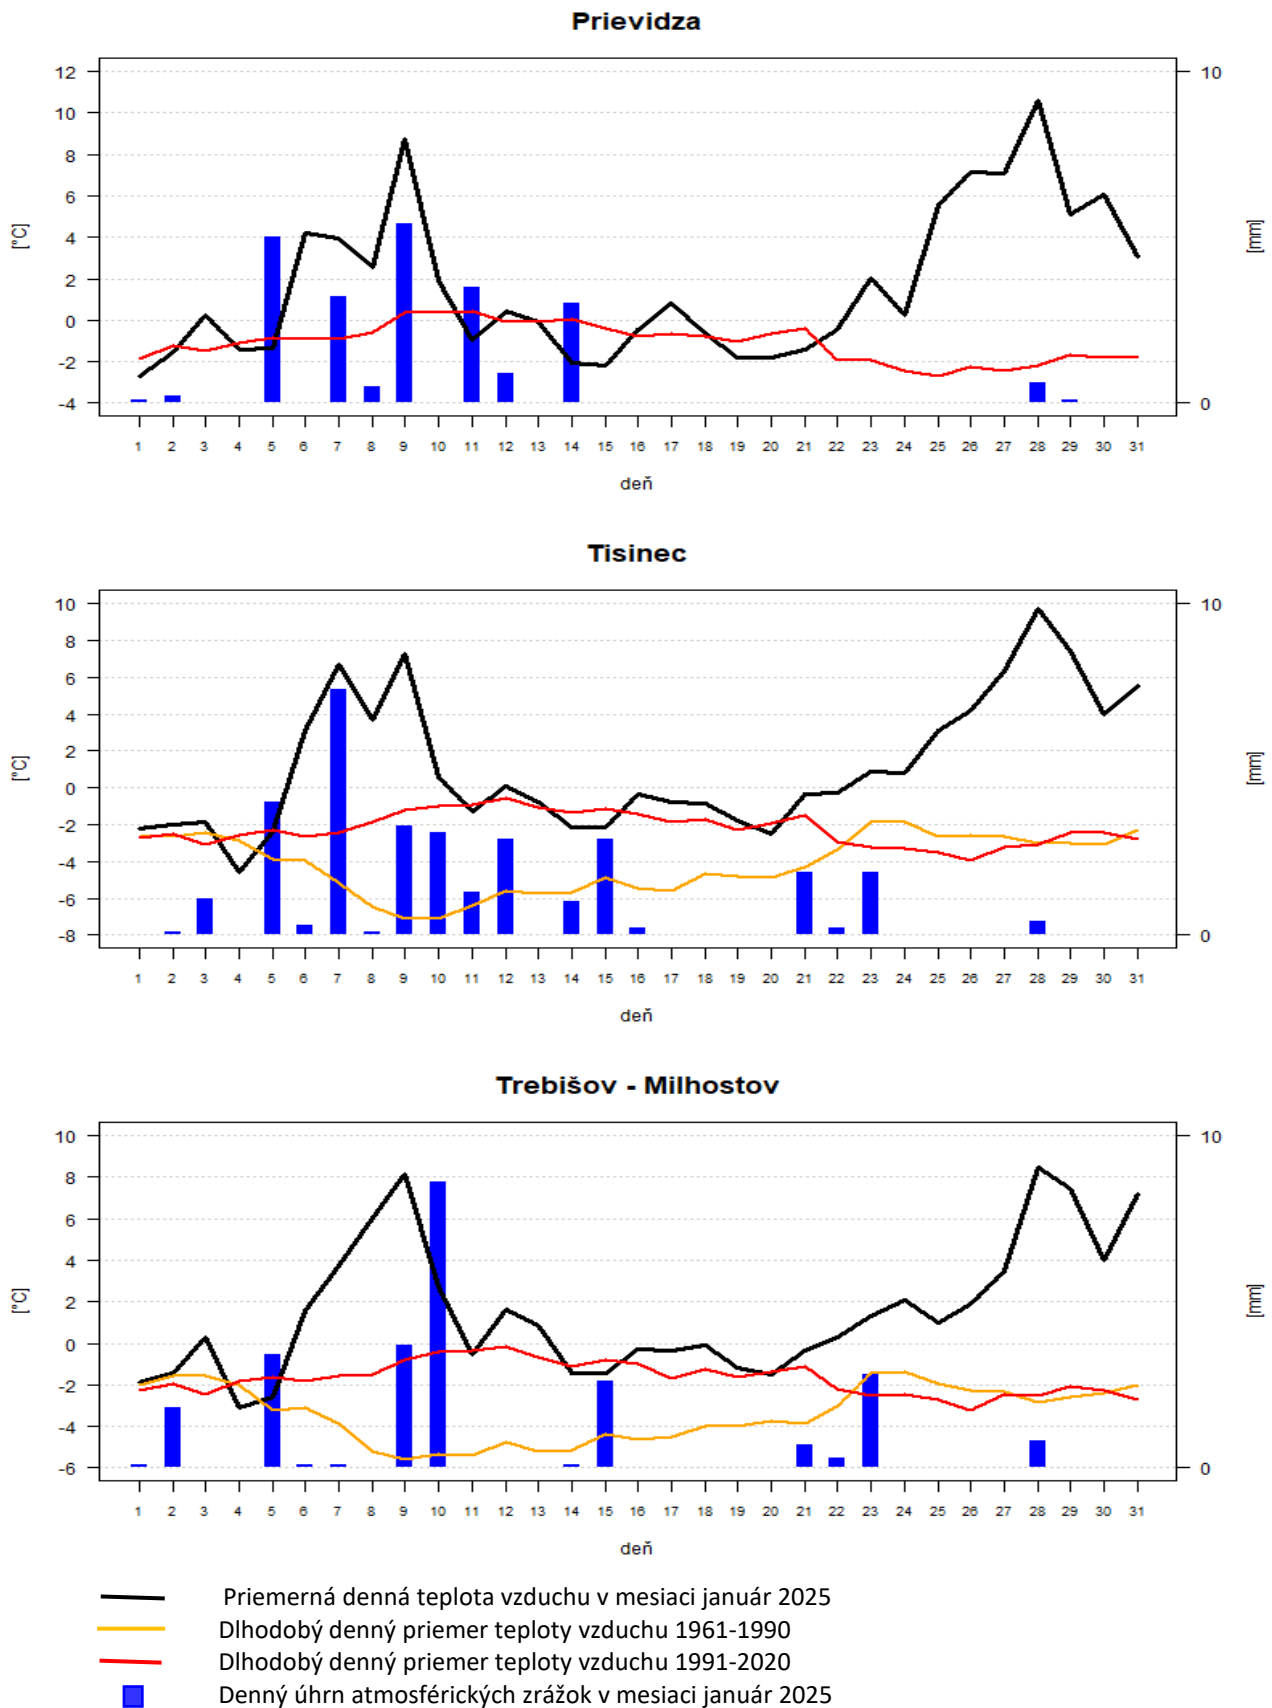 Prievidza
12
10
8
6
4
2
0
-2
-4
[°C]
10
0
[mm]
1 2 3 4 5 6 7 8 9 10 11 12 13 14 15 16 17 18 19 20 21 22 23 24 25 26 27 28 29 30 31
deň
Tisinec
10
8
6
4
2
0
-2
-4
-6
-8
[°C]
10
0
[mm]
1 2 3 4 5 6 7 8 9 10 11 12 13 14 15 16 17 18 19 20 21 22 23 24 25 26 27 28 29 30 31
deň
Trebišov - Milhostov
10
8
6
4
2
0
-2
-4
-6
[°C]
10
0
[mm]
1 2 3 4 5 6 7 8 9 10 11 12 13 14 15 16 17 18 19 20 21 22 23 24 25 26 27 28 29 30 31
deň
Priemerná denná teplota vzduchu v mesiaci január 2025
Dlhodobý denný priemer teploty vzduchu 1961-1990
Dlhodobý denný priemer teploty vzduchu 1991-2020
Denný úhrn atmosférických zrážok v mesiaci január 2025